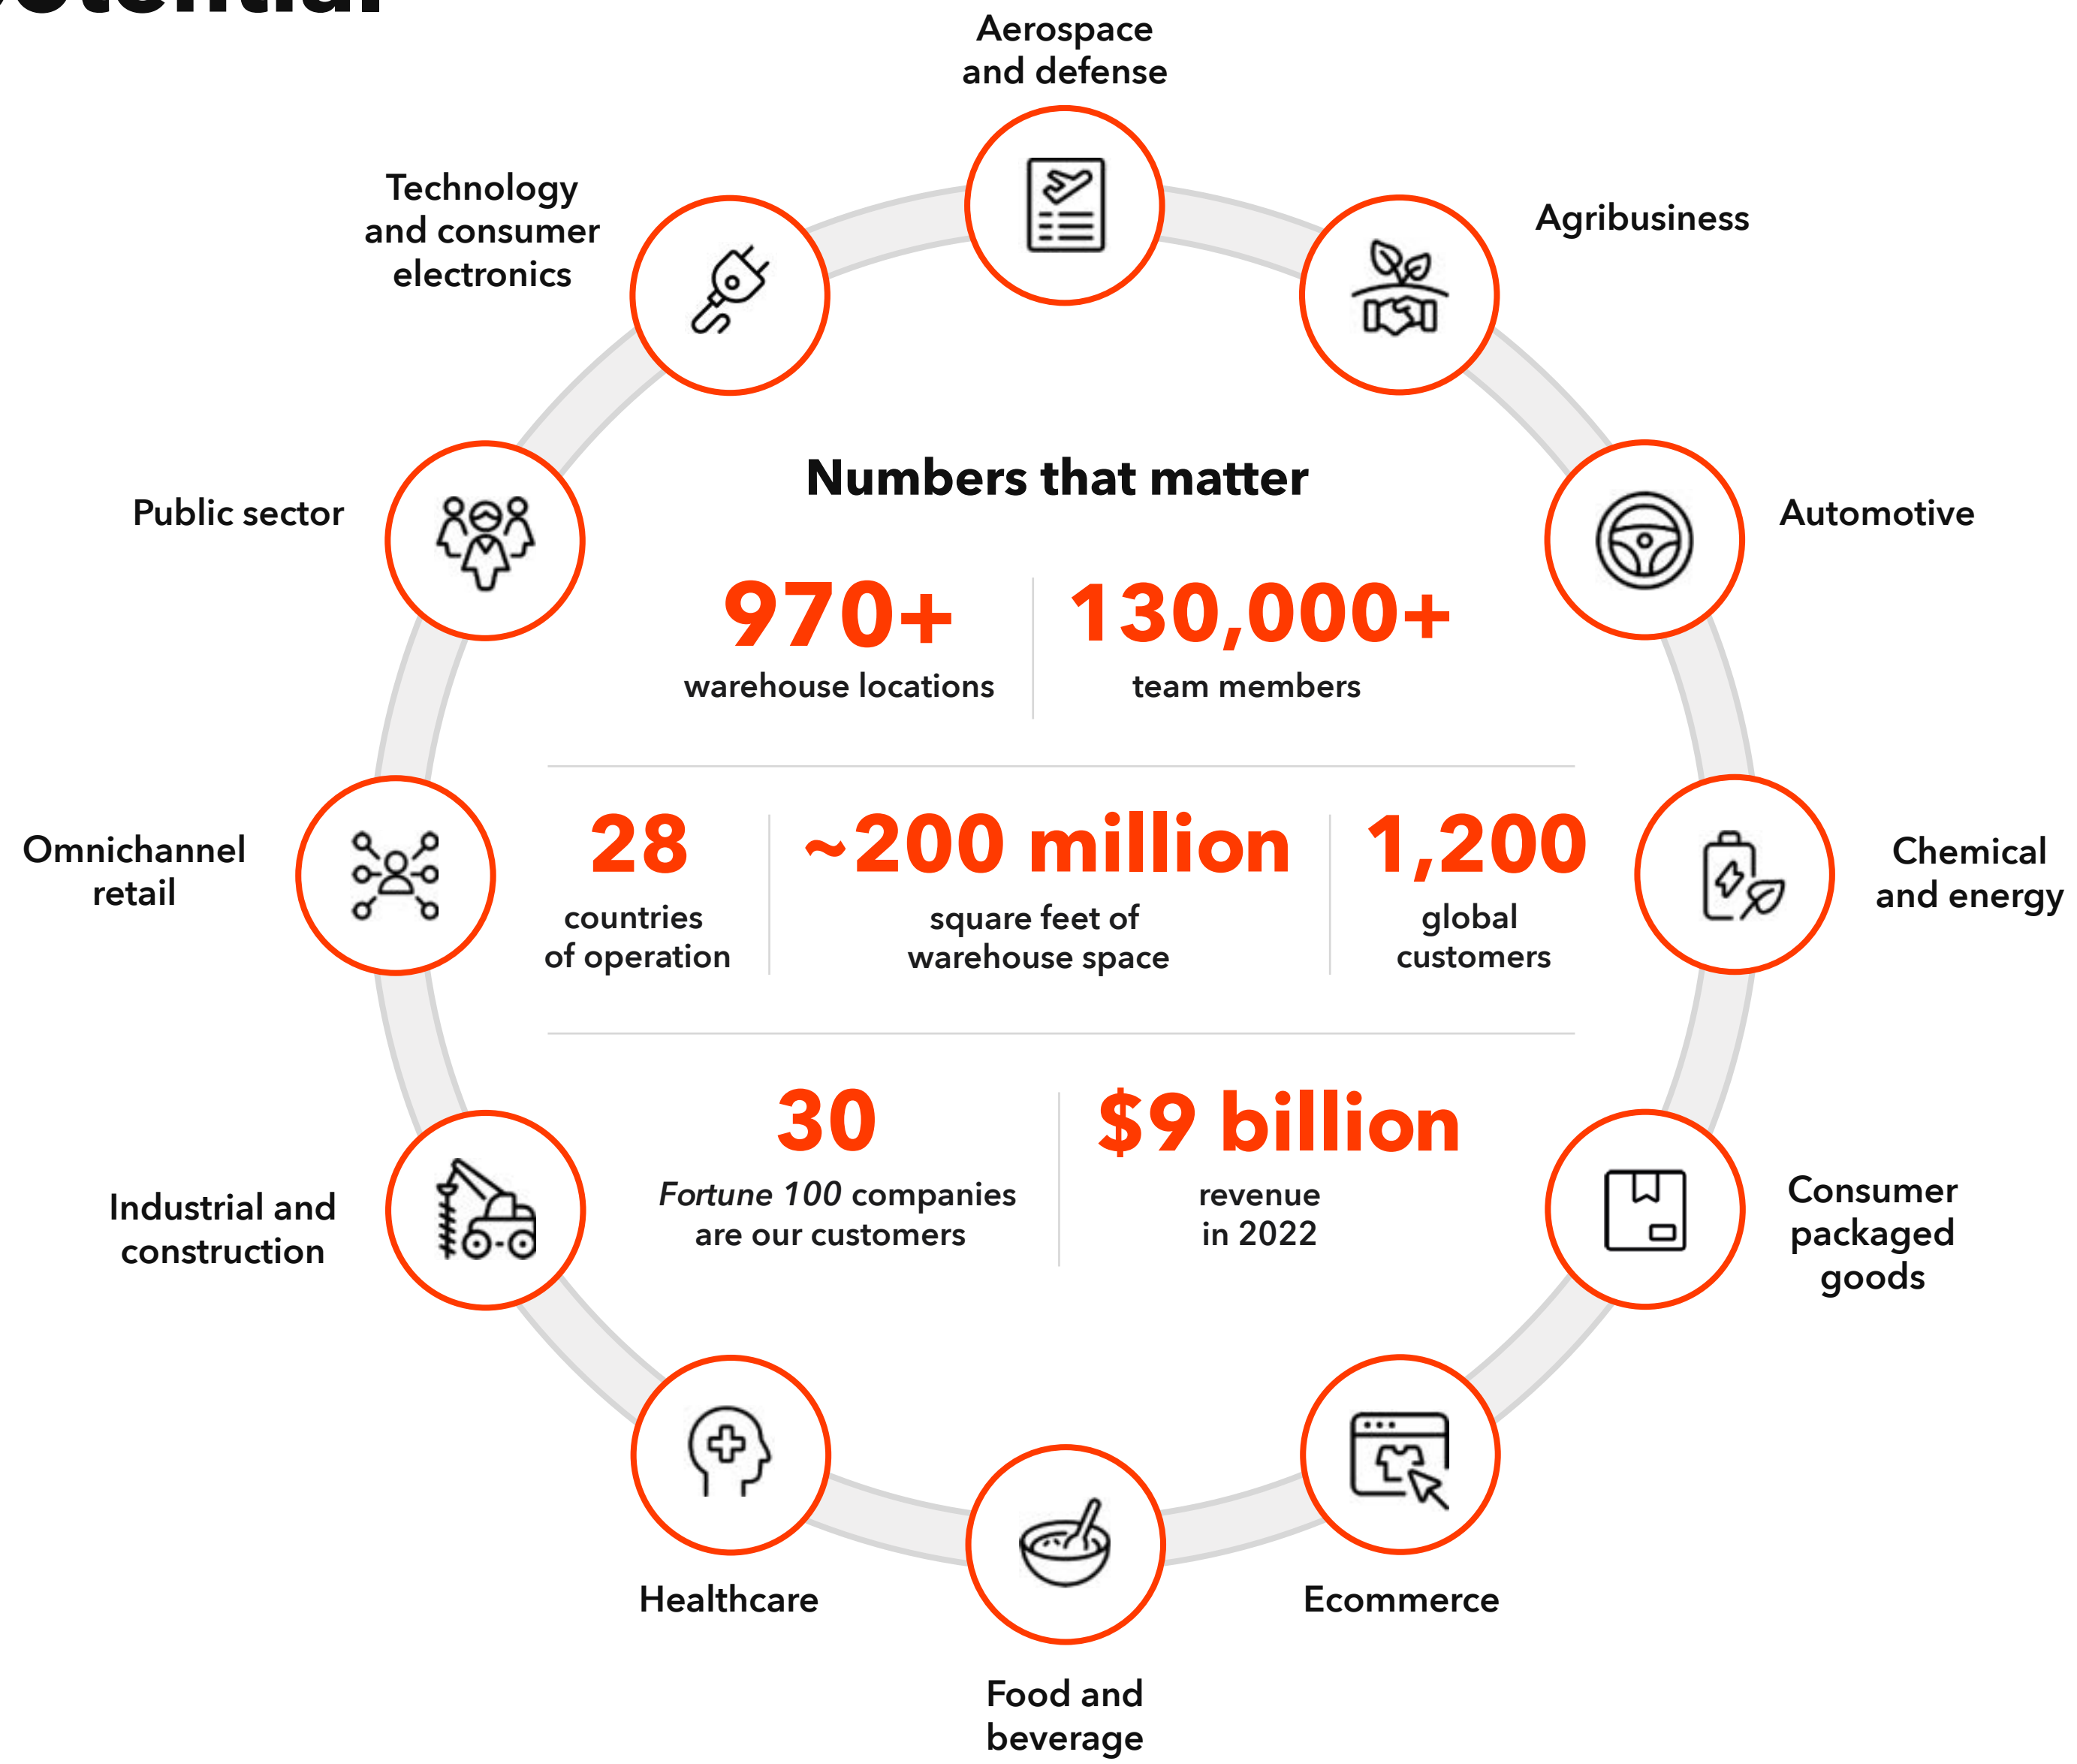 Aerospace
and defense
Technology
and consumer
electronics
Agribusiness
Public sector
Automotive
Numbers that matter
970+
warehouse locations
130,000+
team members
Omnichannel
retail
28
countries
of operation
~200 million
square feet of
warehouse space
1,200
global
customers
Chemical
and energy
Industrial and
construction
30
Fortune 100 companies
are our customers
$9 billion
revenue
in 2022
Consumer
packaged
goods
Healthcare
Food and
beverage
Ecommerce